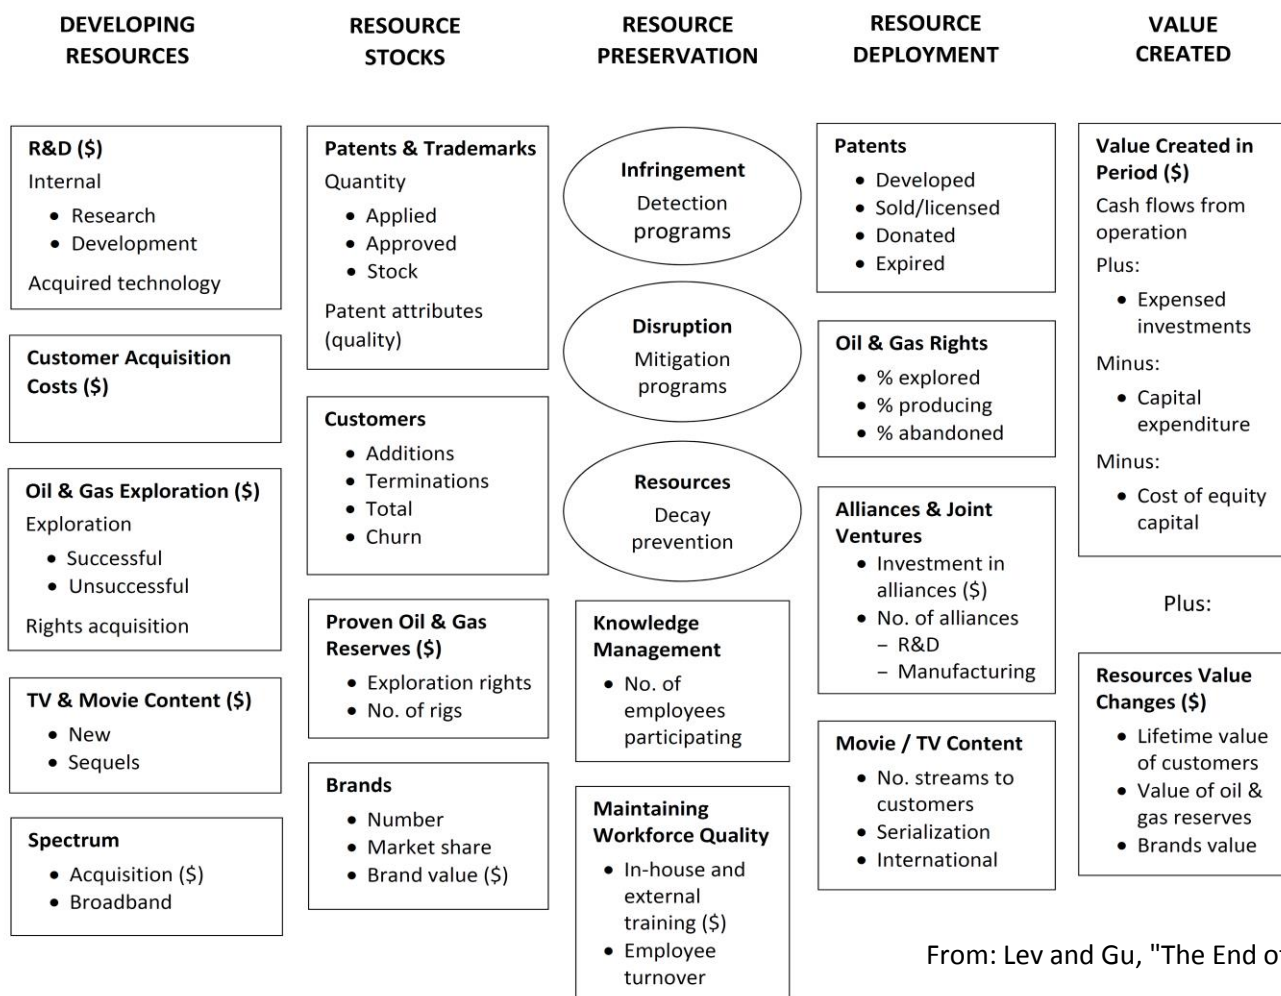 DEVELOPING
RESOURCES
RESOURCE
STOCKS
RESOURCE
PRESERVATION
RESOURCE
DEPLOYMENT
VALUE
CREATED
R&D ($)
Internal
• Research
• Development
Acquired technology
Customer Acquisition
Costs ($)
Oil & Gas Exploration ($)
Exploration
• Successful
• Unsuccessful
Rights acquisition
TV & Movie Content ($)
• New
• Sequels
Spectrum
• Acquisition ($)
• Broadband
Patents & Trademarks
Quantity
• Applied
• Approved
• Stock
Patent attributes
(quality)
Customers
• Additions
• Terminations
• Total
• Churn
Proven Oil & Gas
Reserves ($)
• Exploration rights
• No. of rigs
Brands
• Number
• Market share
• Brand value ($)
Infringement
Detection
programs
Disruption
Mitigation
programs
Resources
Decay
prevention
Knowledge
Management
• No. of
employees
participating
Maintaining
Workforce Quality
• In-house and
external
training ($)
• Employee
turnover
Patents
• Developed
• Sold/licensed
• Donated
• Expired
Oil & Gas Rights
• % explored
• % producing
• % abandoned
Alliances & Joint
Ventures
• Investment in
alliances ($)
• No. of alliances
– R&D
– Manufacturing
Movie / TV Content
• No. streams to
customers
• Serialization
• International
Value Created in
Period ($)
Cash flows from
operation
Plus:
• Expensed
investments
Minus:
• Capital
expenditure
Minus:
• Cost of equity
capital
Plus:
Resources Value
Changes ($)
• Lifetime value
of customers
• Value of oil &
gas reserves
• Brands value
From: Lev and Gu, "The End of